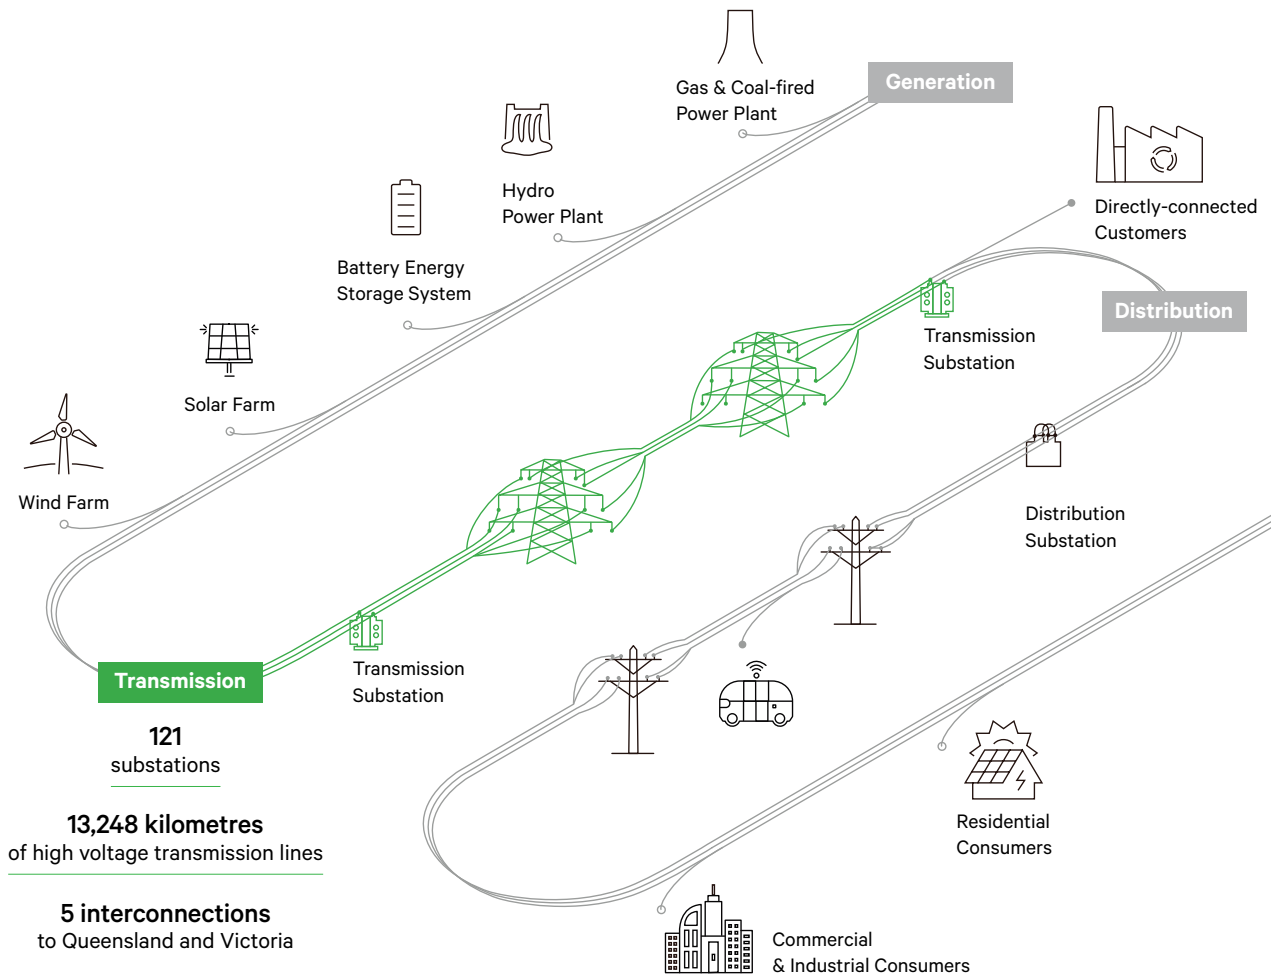 Gas & Coal-fired
Power Plant
Generation
Hydro
Power Plant
Directly-connected
Customers
Battery Energy
Storage System
Distribution
Transmission
Substation
Solar Farm
Wind Farm
Distribution
Substation
Transmission
Transmission
Substation
121
substations
13,248 kilometres
of high voltage transmission lines
5 interconnections
to Queensland and Victoria
Residential
Consumers
Commercial
& Industrial Consumers